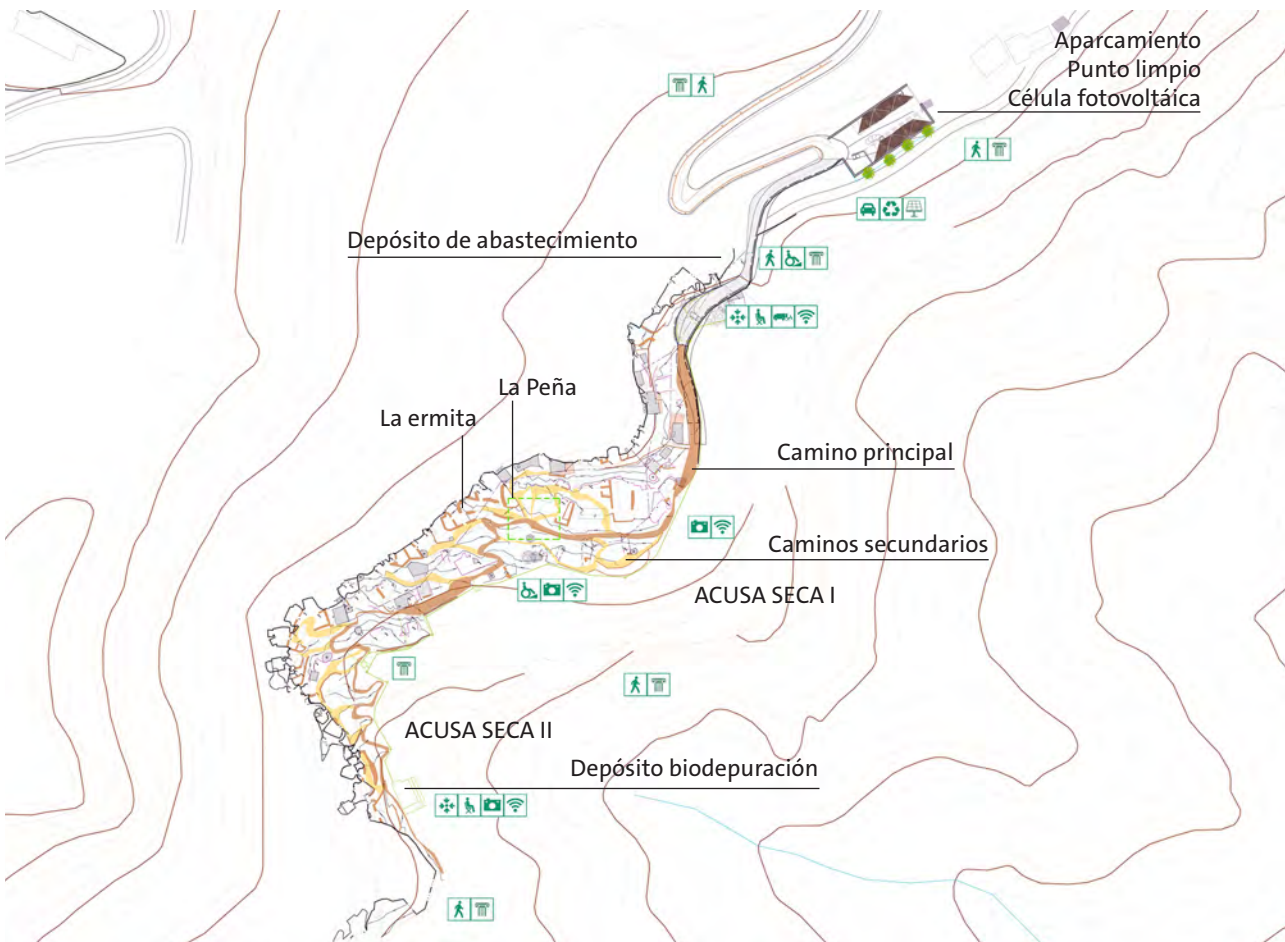 Aparcamiento
Punto limpio
Célula fotovoltáica
Depósito de abastecimiento
La Peña
La ermita
Camino principal
Caminos secundarios
ACUSA SECA I
ACUSA SECA II
Depósito biodepuración